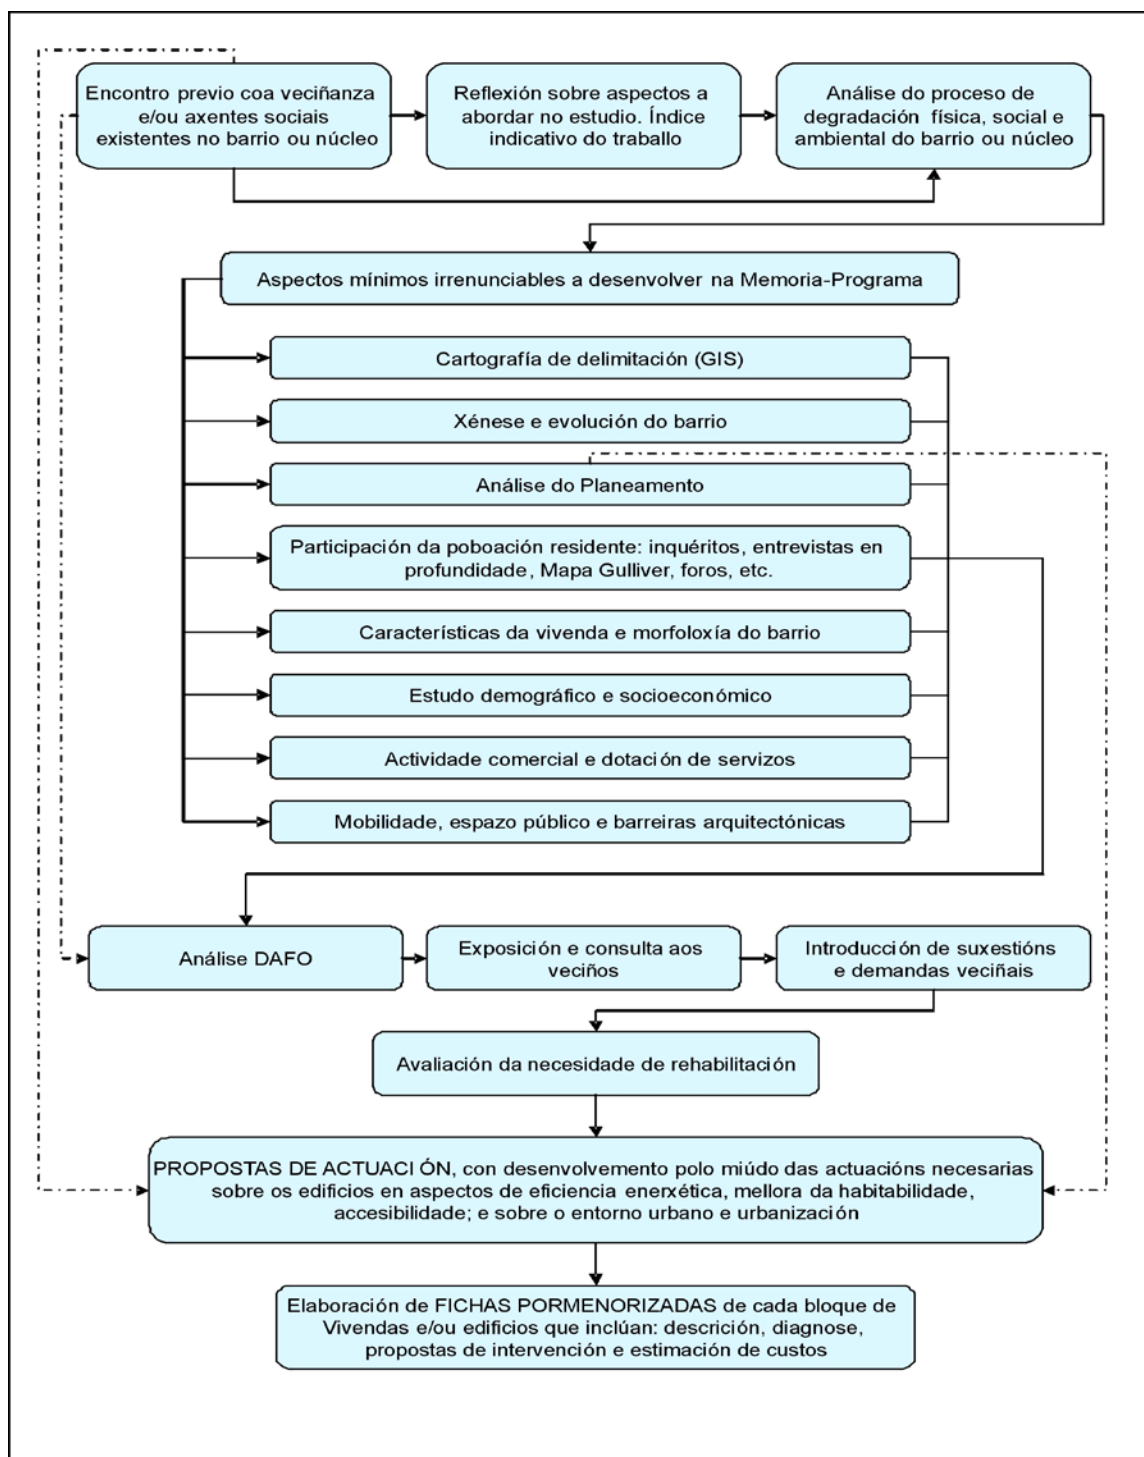 Encontro previo coa veciñanza
e/ou axentes sociais
existentes no barrio ou núcleo
Reflexión sobre aspectos a
abordar no estudio. Índice
indicativo do traballo
Análise do proceso de
degradación física, social e
ambiental do barrio ou núcleo
Aspectos mínimos irrenunciables a desenvolver na Memoria-Programa
Cartografía de delimitación (GIS)
Xénese e evolución do barrio
Análise do Planeamento
Participación da poboación residente: inquéritos, entrevistas en
profundidade, Mapa Gulliver, foros, etc.
Características da vivenda e morfoloxía do barrio
Estudo demográfico e socioeconómico
Actividade comercial e dotación de servizos
Mobilidade, espazo público e barreiras arquitectónicas
Análise DAFO
Exposición e consulta aos
veciños
Introducción de suxestións
e demandas veciñais
Avaliación da necesidade de rehabilitación
PROPOSTAS DE ACTUACIÓN, con desenvolvemento polo miúdo das actuacións necesarias
sobre os edificios en aspectos de eficiencia enerxética, mellora da habitabilidade,
accesibilidade; e sobre o entorno urbano e urbanización
Elaboración de FICHAS PORMENORIZADAS de cada bloque de
Vivendas e/ou edificios que inclúan: descrición, diagnose,
propostas de intervención e estimación de custos